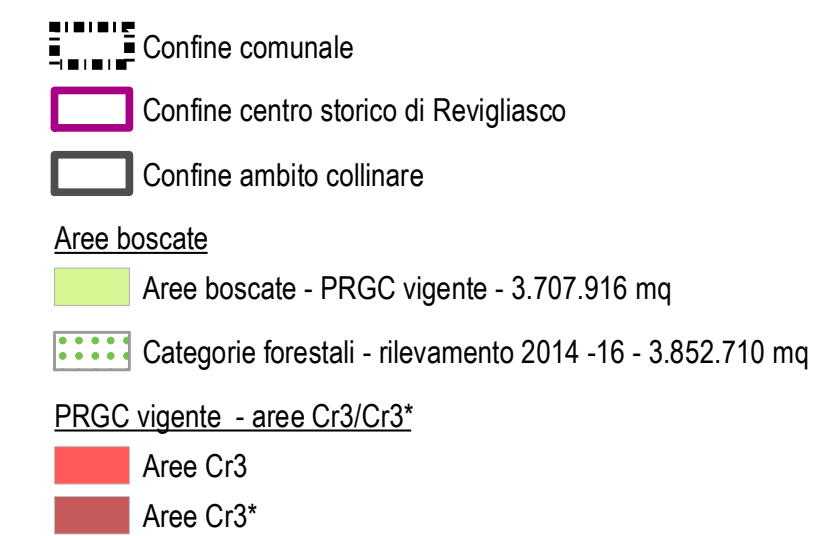 Confine comunale
Confine centro storico di Revigliasco
Confine ambito collinare
Aree boscate
Aree boscate - PRGC vigente - 3.707.916 mq
Categorie forestali - rilevamento 2014 -16 - 3.852.710 mq
PRGC vigente - aree Cr3/Cr3*
Aree Cr3
Aree Cr3*